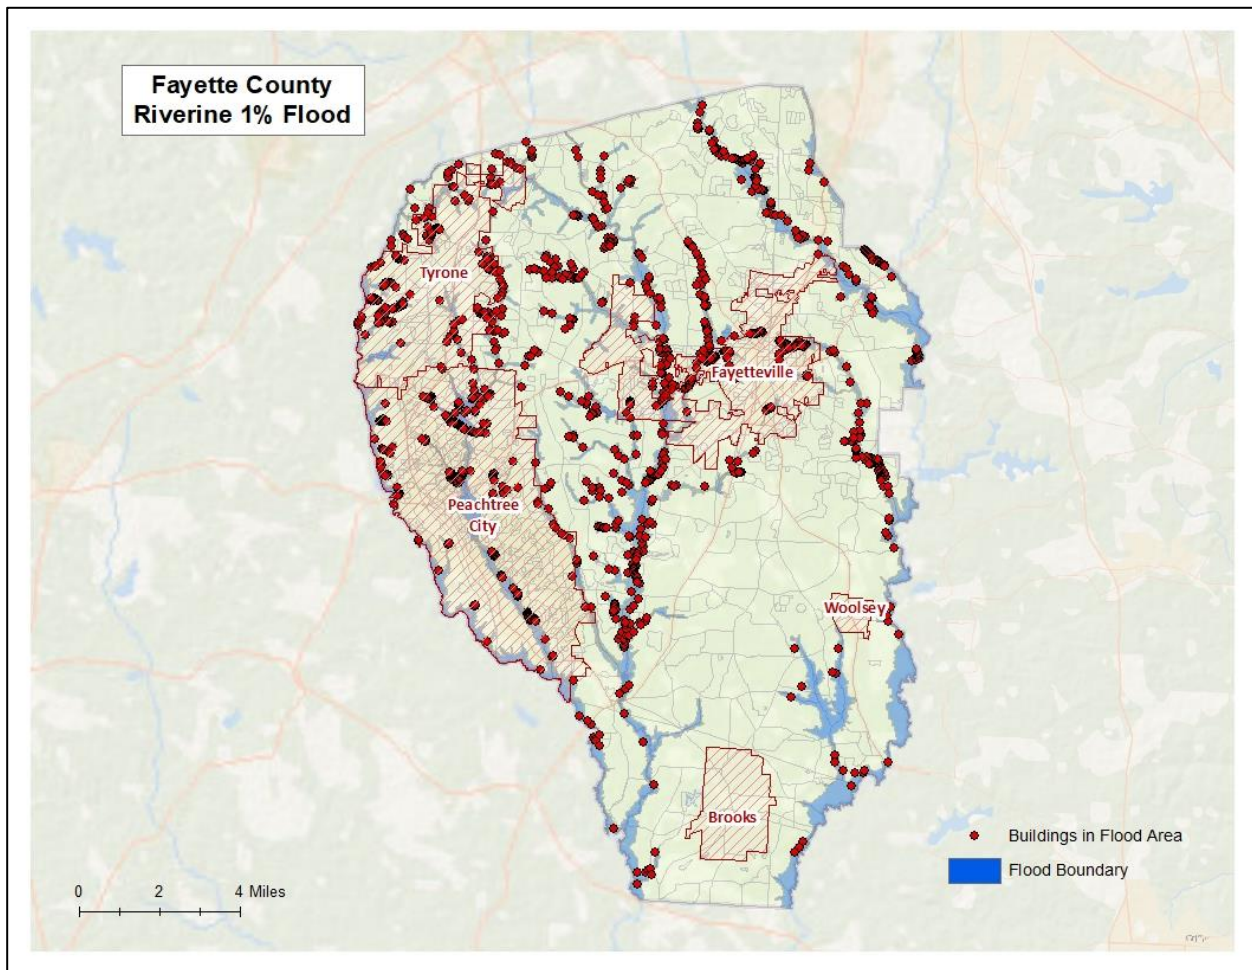 Fayette County
Riverine 1% Flood
Tyrone
Fayetteville
Peachtree
City
Woolsey
Brooks
Buildings in Flood Area
Flood Boundary
0 2 4 Miles